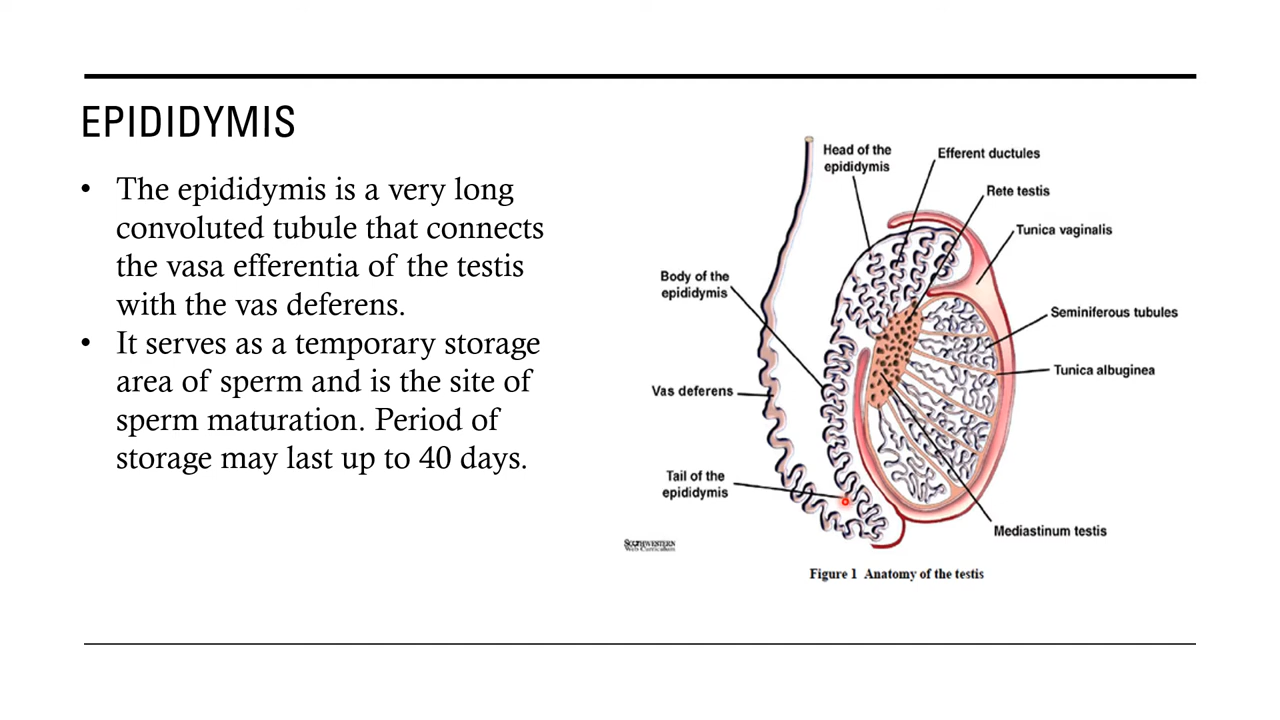 EPIDIDYMIS
• The epididymis is a very long
convoluted tubule that connects
the vasa efferentia of the testis
with the vas deferens.
• It serves as a temporary storage
area of sperm and is the site of
sperm maturation. Period of
storage may last up to 40 days.
Head of the
epididymis
Efferent ductules
Rete testis
Tunica vaginalis
Body of the
epididymis
Seminiferous tubules
Tunica albuginea
Vas deferens
Tail of the
epididymis
Mediastinum testis
SOUTHWESTERN
Web Curriculum
Figure 1 Anatomy of the testis